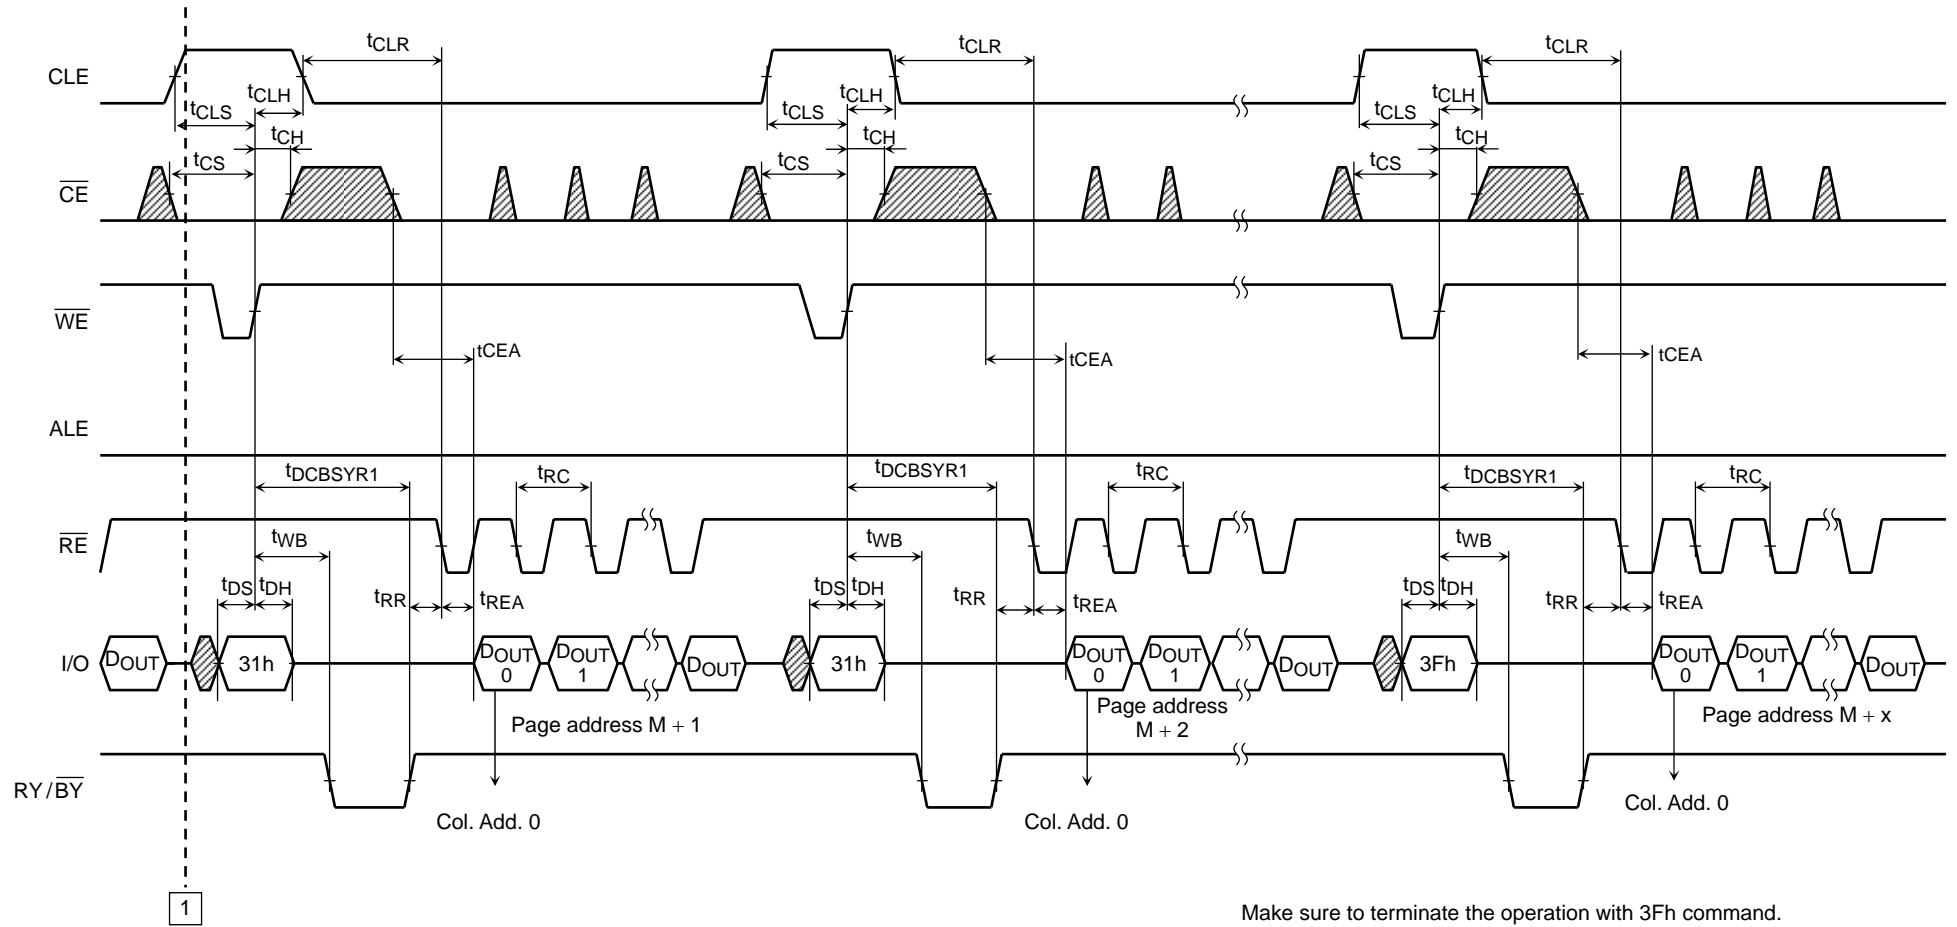 CLE
tCLR
tCLR
tCLR
tCLH
tCLH
tCLH
tCLS
tCLS
tCLS
tCH
tCH
tCH
CE
tCS
tCS
tCS
WE
tCEA
tCEA
tCEA
ALE
tDCBSYR1
tRC
tDCBSYR1
tRC
tDCBSYR1
tRC
RE
tWB
tWB
tWB
tDS tDH
tRR tREA
tDS tDH
tRR tREA
tDS tDH
tRR tREA
I/O
DOUT
31h
DOUT 0
DOUT 1
DOUT
31h
DOUT 0
DOUT 1
DOUT
3Fh
DOUT 0
DOUT 1
DOUT
Page address M + 1
Page address
M + 2
Page address M + x
RY/BY
Col. Add. 0
Col. Add. 0
Col. Add. 0
1
Make sure to terminate the operation with 3Fh command.